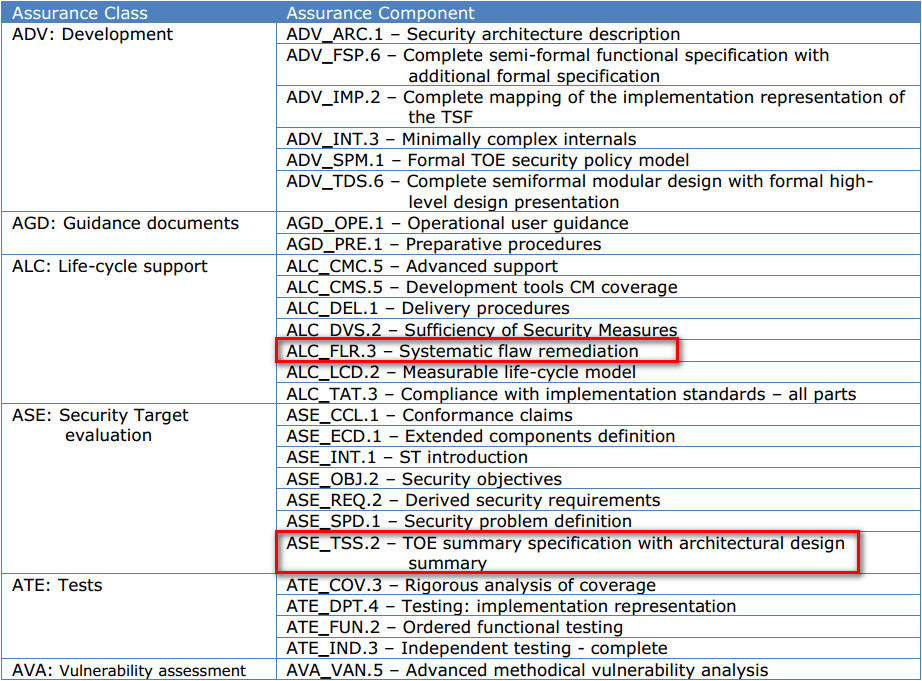 Assurance Class Assurance Component
ADV: Development ADV_ARC.1 – Security architecture description
ADV_FSP.6 – Complete semi-formal functional specification with
additional formal specification
ADV_IMP.2 – Complete mapping of the implementation representation of
the TSF
ADV_INT.3 – Minimally complex internals
ADV_SPM.1 – Formal TOE security policy model
ADV_TDS.6 – Complete semiformal modular design with formal high-
level design presentation
AGD: Guidance documents AGD_OPE.1 – Operational user guidance
AGD_PRE.1 – Preparative procedures
ALC: Life-cycle support ALC_CMC.5 – Advanced support
ALC_CMS.5 – Development tools CM coverage
ALC_DEL.1 – Delivery procedures
ALC_DVS.2 – Sufficiency of Security Measures
ALC_FLR.3 – Systematic flaw remediation
ALC_LCD.2 – Measurable life-cycle model
ALC_TAT.3 – Compliance with implementation standards – all parts
ASE: Security Target ASE_CCL.1 – Conformance claims
evaluation ASE_ECD.1 – Extended components definition
ASE_INT.1 – ST introduction
ASE_OBJ.2 – Security objectives
ASE_REQ.2 – Derived security requirements
ASE_SPD.1 – Security problem definition
ASE_TSS.2 – TOE summary specification with architectural design
summary
ATE: Tests ATE_COV.3 – Rigorous analysis of coverage
ATE_DPT.4 – Testing: implementation representation
ATE_FUN.2 – Ordered functional testing
ATE_IND.3 – Independent testing - complete
AVA: Vulnerability assessment AVA_VAN.5 – Advanced methodical vulnerability analysis